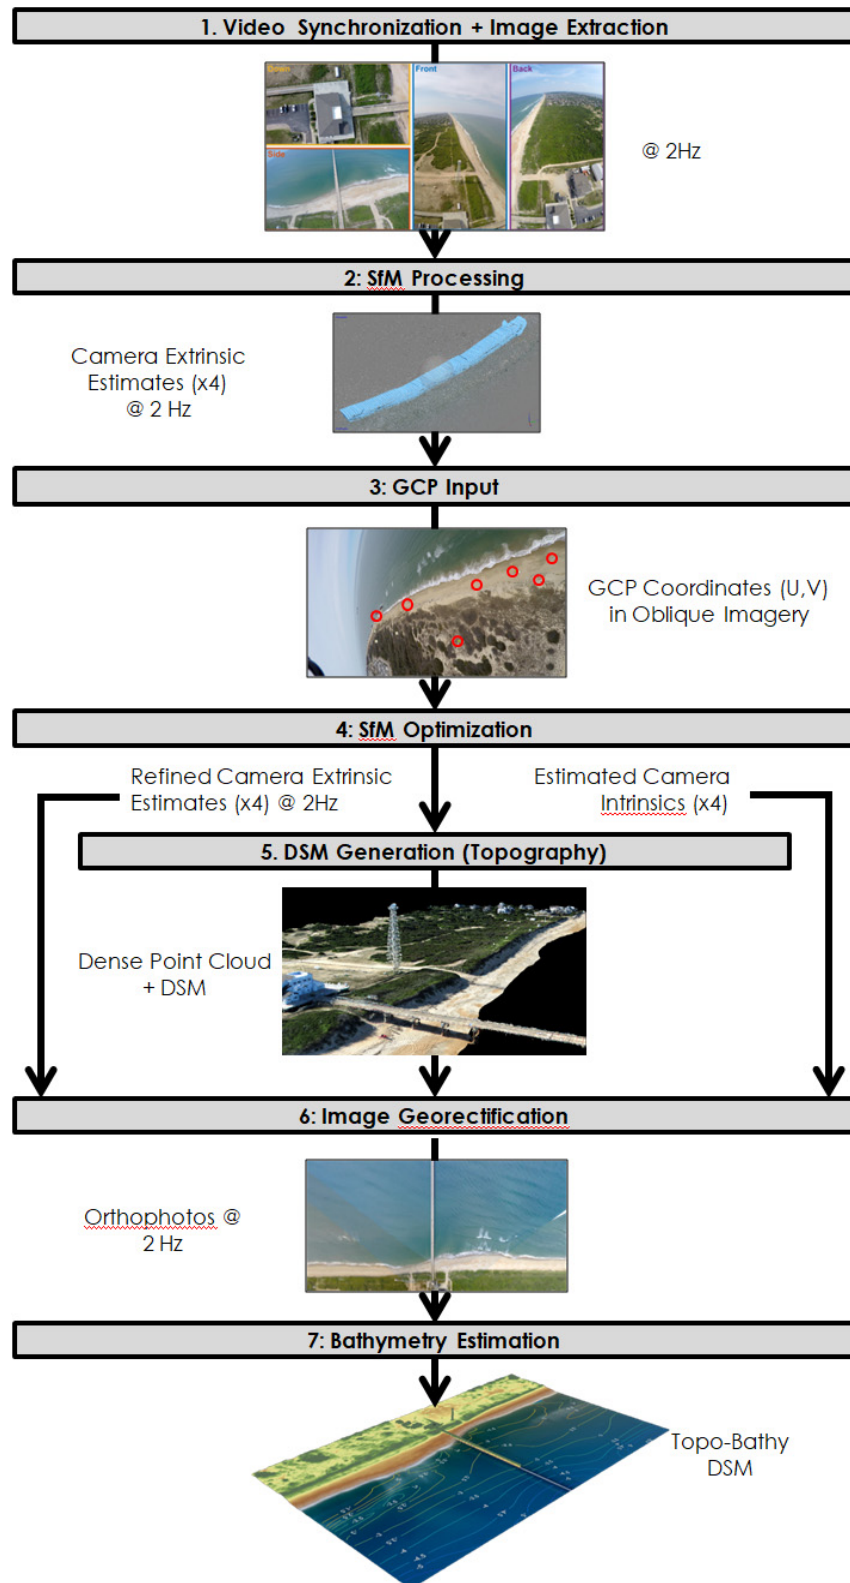 1. Video Synchronization + Image Extraction
Down
Front
Back
Side
@ 2Hz
2: SfM Processing
Camera Extrinsic
Estimates (x4)
@ 2 Hz
3: GCP Input
GCP Coordinates (U,V)
in Oblique Imagery
4: SfM Optimization
Refined Camera Extrinsic
Estimates (x4) @ 2Hz
Estimated Camera
Intrinsics (x4)
5. DSM Generation (Topography)
Dense Point Cloud
+ DSM
6: Image Georectification
Orthophotos @
2 Hz
7: Bathymetry Estimation
Topo-Bathy
DSM